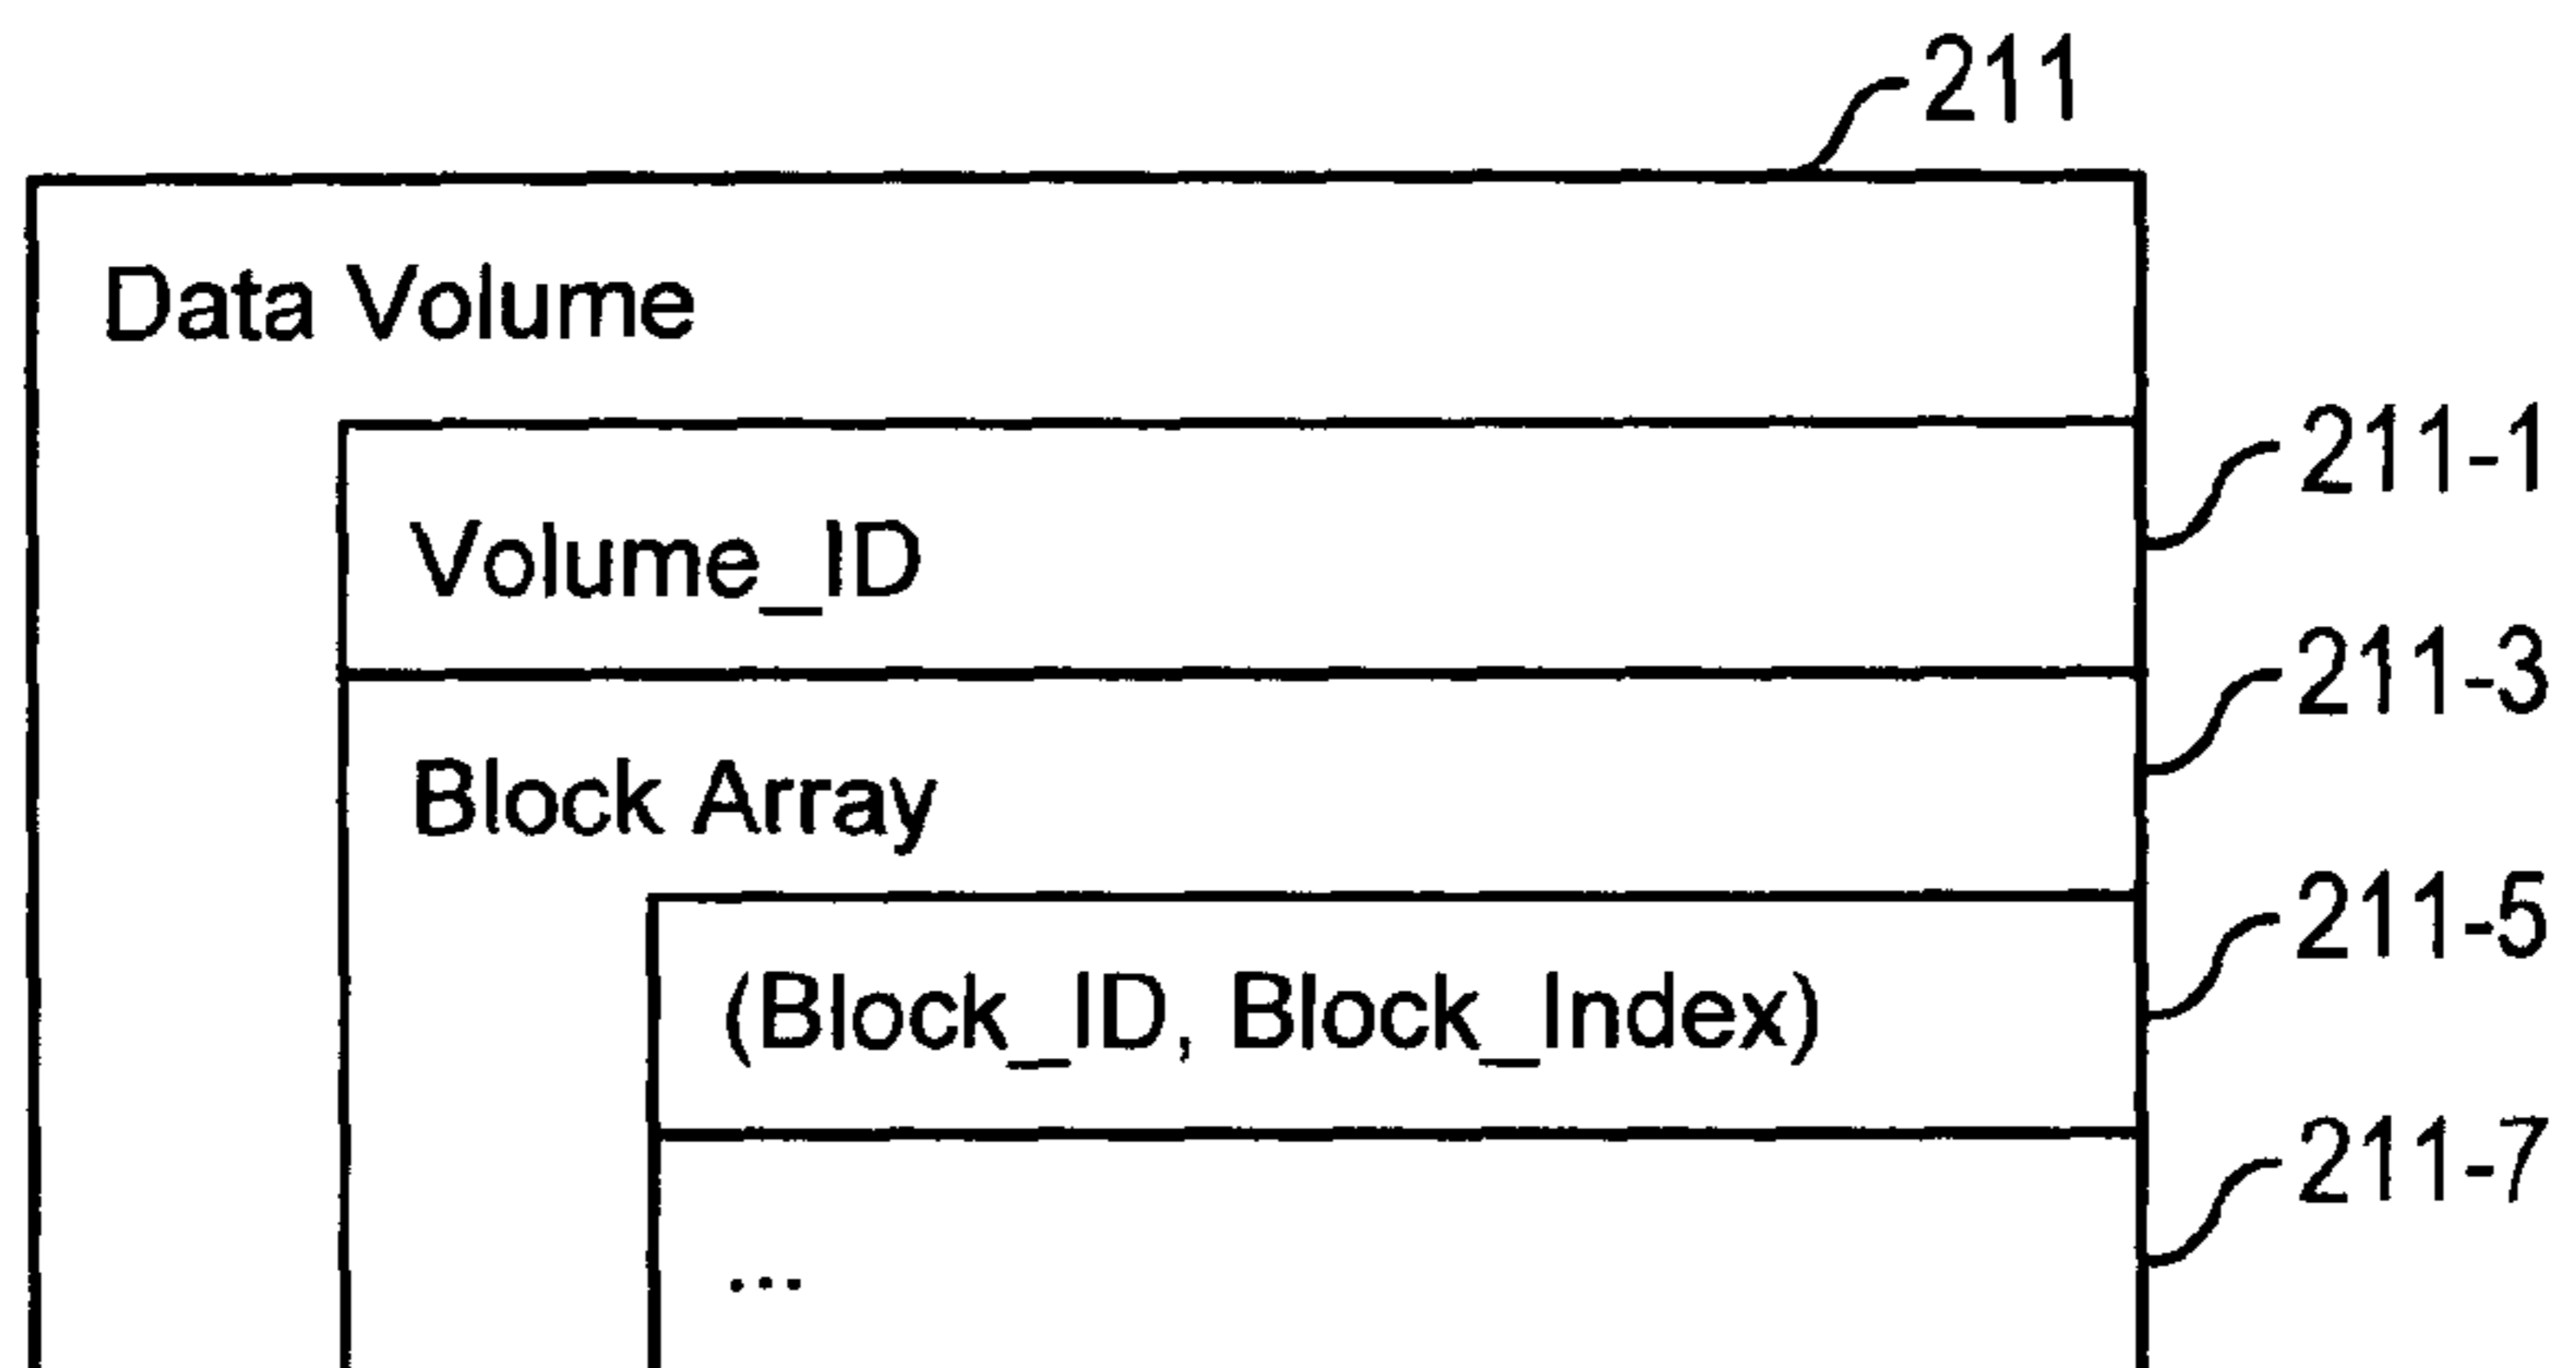 211
Data Volume
211-1
Volume_ID
211-3
Block Array
211-5
(Block_ID, Block_Index)
211-7
...